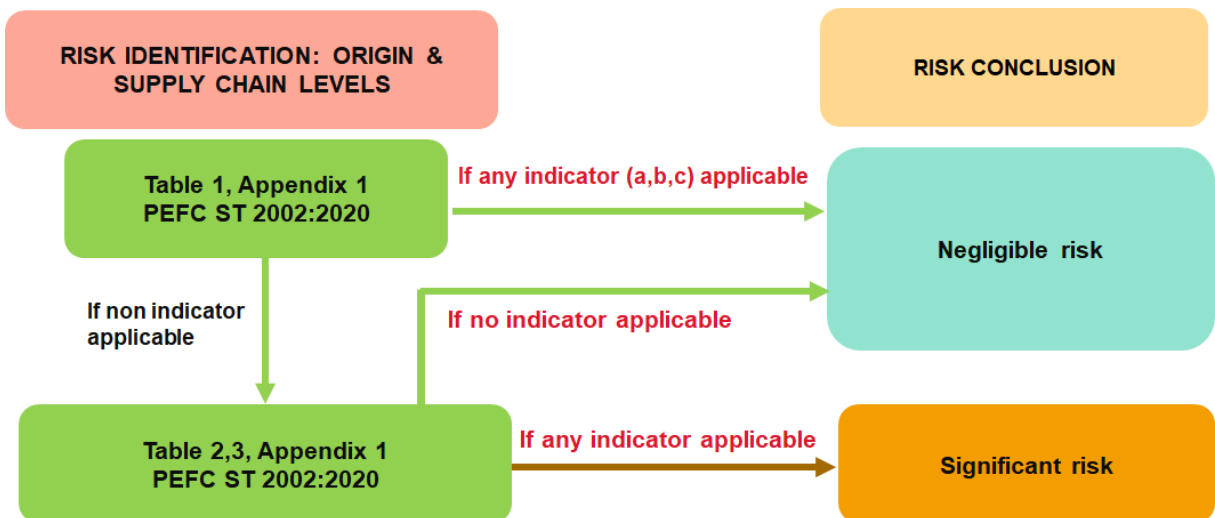 RISK IDENTIFICATION: ORIGIN &
SUPPLY CHAIN LEVELS
RISK CONCLUSION
Table 1, Appendix 1
PEFC ST 2002:2020
If any indicator (a,b,c) applicable
Negligible risk
If non indicator
applicable
If no indicator applicable
Table 2,3, Appendix 1
PEFC ST 2002:2020
If any indicator applicable
Significant risk